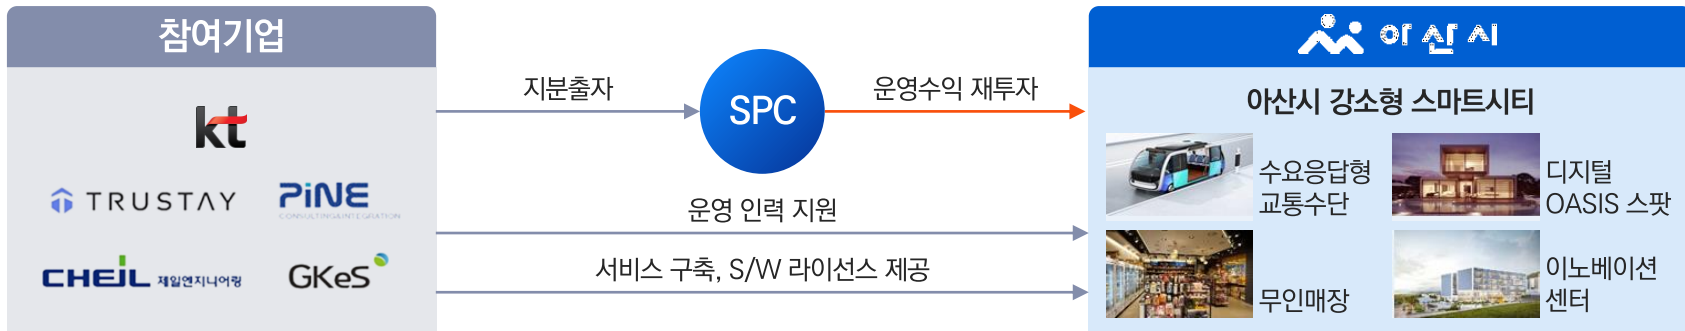 참여기업
kt
TRUSTAY
PiNE
CONSULTING&INTEGRATION
CHEIL 제일엔지니어링
GKeS
지분출자
SPC
운영수익 재투자
운영 인력 지원
서비스 구축, S/W 라이선스 제공
아산시
아산시 강소형 스마트시티
수요응답형
교통수단
디지털
OASIS 스팟
무인매장
이노베이션
센터